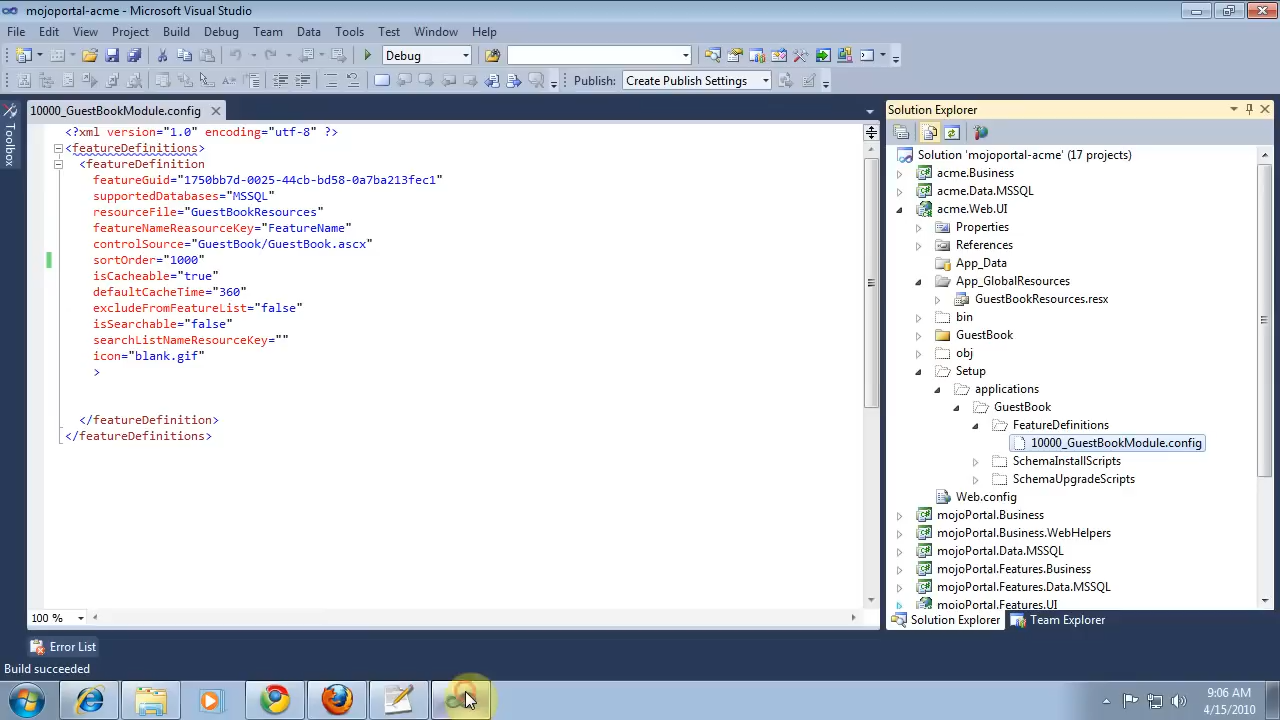 mojoportal-acme - Microsoft Visual Studio
File Edit View Project Build Debug Team Data Tools Test Window Help
Debug
Publish: Create Publish Settings
Toolbox
10000_GuestBookModule.config
<?xml version="1.0" encoding="utf-8" ?>
<featureDefinitions>
<featureDefinition
featureGuid="1750bb7d-0025-44cb-bd58-0a7ba213fec1"
supportedDatabases="MSSQL"
resourceFile="GuestBookResources"
featureNameReasourceKey="FeatureName"
controlSource="GuestBook/GuestBook.ascx"
sortOrder="1000"
isCacheable="true"
defaultCacheTime="360"
excludeFromFeatureList="false"
isSearchable="false"
searchListNameResourceKey=""
icon="blank.gif"
>
</featureDefinition>
</featureDefinitions>
100 %
Solution Explorer
Solution 'mojoportal-acme' (17 projects)
acme.Business
acme.Data.MSSQL
acme.Web.UI
Properties
References
App_Data
App_GlobalResources
GuestBookResources.resx
bin
GuestBook
obj
Setup
applications
GuestBook
FeatureDefinitions
10000_GuestBookModule.config
SchemaInstallScripts
SchemaUpgradeScripts
Web.config
mojoPortal.Business
mojoPortal.Business.WebHelpers
mojoPortal.Data.MSSQL
mojoPortal.Features.Business
mojoPortal.Features.Data.MSSQL
mojoPortal.Features.UI
Solution Explorer Team Explorer
Error List
Build succeeded
9:06 AM
4/15/2010